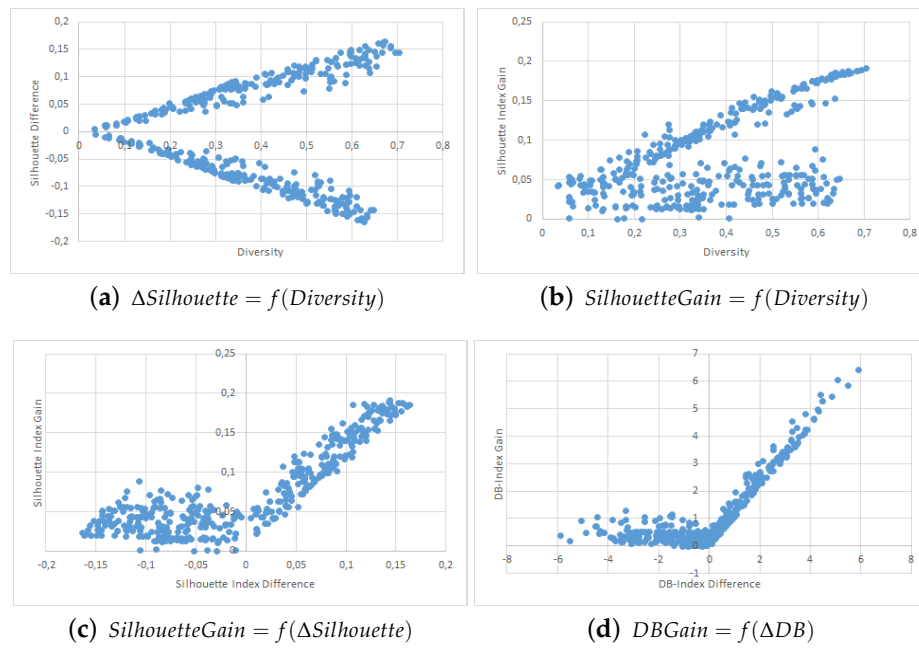 0,2
0,15
0,1
0,05
0
-0,05
-0,1
-0,15
-0,2
0 0,1 0,2 0,3 0,4 0,5 0,6 0,7 0,8
Silhouette Difference
Diversity
(a) ΔSilhouette = f(Diversity)
0,25
0,2
0,15
0,1
0,05
0
0 0,1 0,2 0,3 0,4 0,5 0,6 0,7 0,8
Silhouette Index Gain
Diversity
(b) SilhouetteGain = f(Diversity)
0,25
0,2
0,15
0,1
0,05
0
-0,2 -0,15 -0,1 -0,05 0 0,05 0,1 0,15 0,2
Silhouette Index Gain
Silhouette Index Difference
(c) SilhouetteGain = f(ΔSilhouette)
7
6
5
4
3
2
1
0
-1
-8 -6 -4 -2 0 2 4 6 8
DB-Index Gain
DB-Index Difference
(d) DBGain = f(ΔDB)